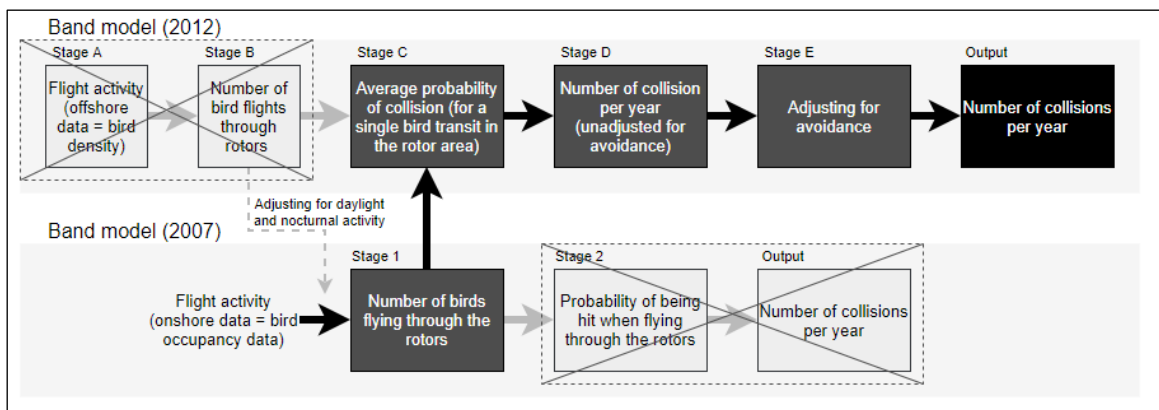 Band model (2012)
Stage A
Flight activity
(offshore
data = bird
density)
Stage B
Number of
bird flights
through
rotors
Stage C
Average probability
of collision (for a
single bird transit in
the rotor area)
Stage D
Number of collision
per year
(unadjusted for
avoidance)
Stage E
Adjusting for
avoidance
Output
Number of collisions
per year
Adjusting for daylight
and nocturnal activity
Band model (2007)
Flight activity
(onshore data = bird
occupancy data)
Stage 1
Number of birds
flying through the
rotors
Stage 2
Probability of being
hit when flying
through the rotors
Output
Number of collisions
per year